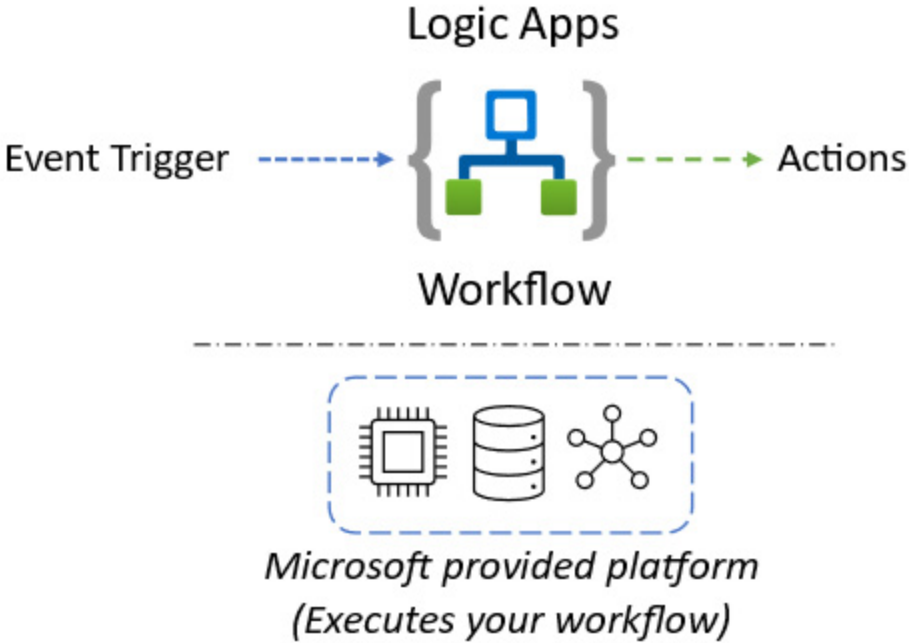 Logic Apps
Event Trigger
Actions
Workflow
Microsoft provided platform
(Executes your workflow)